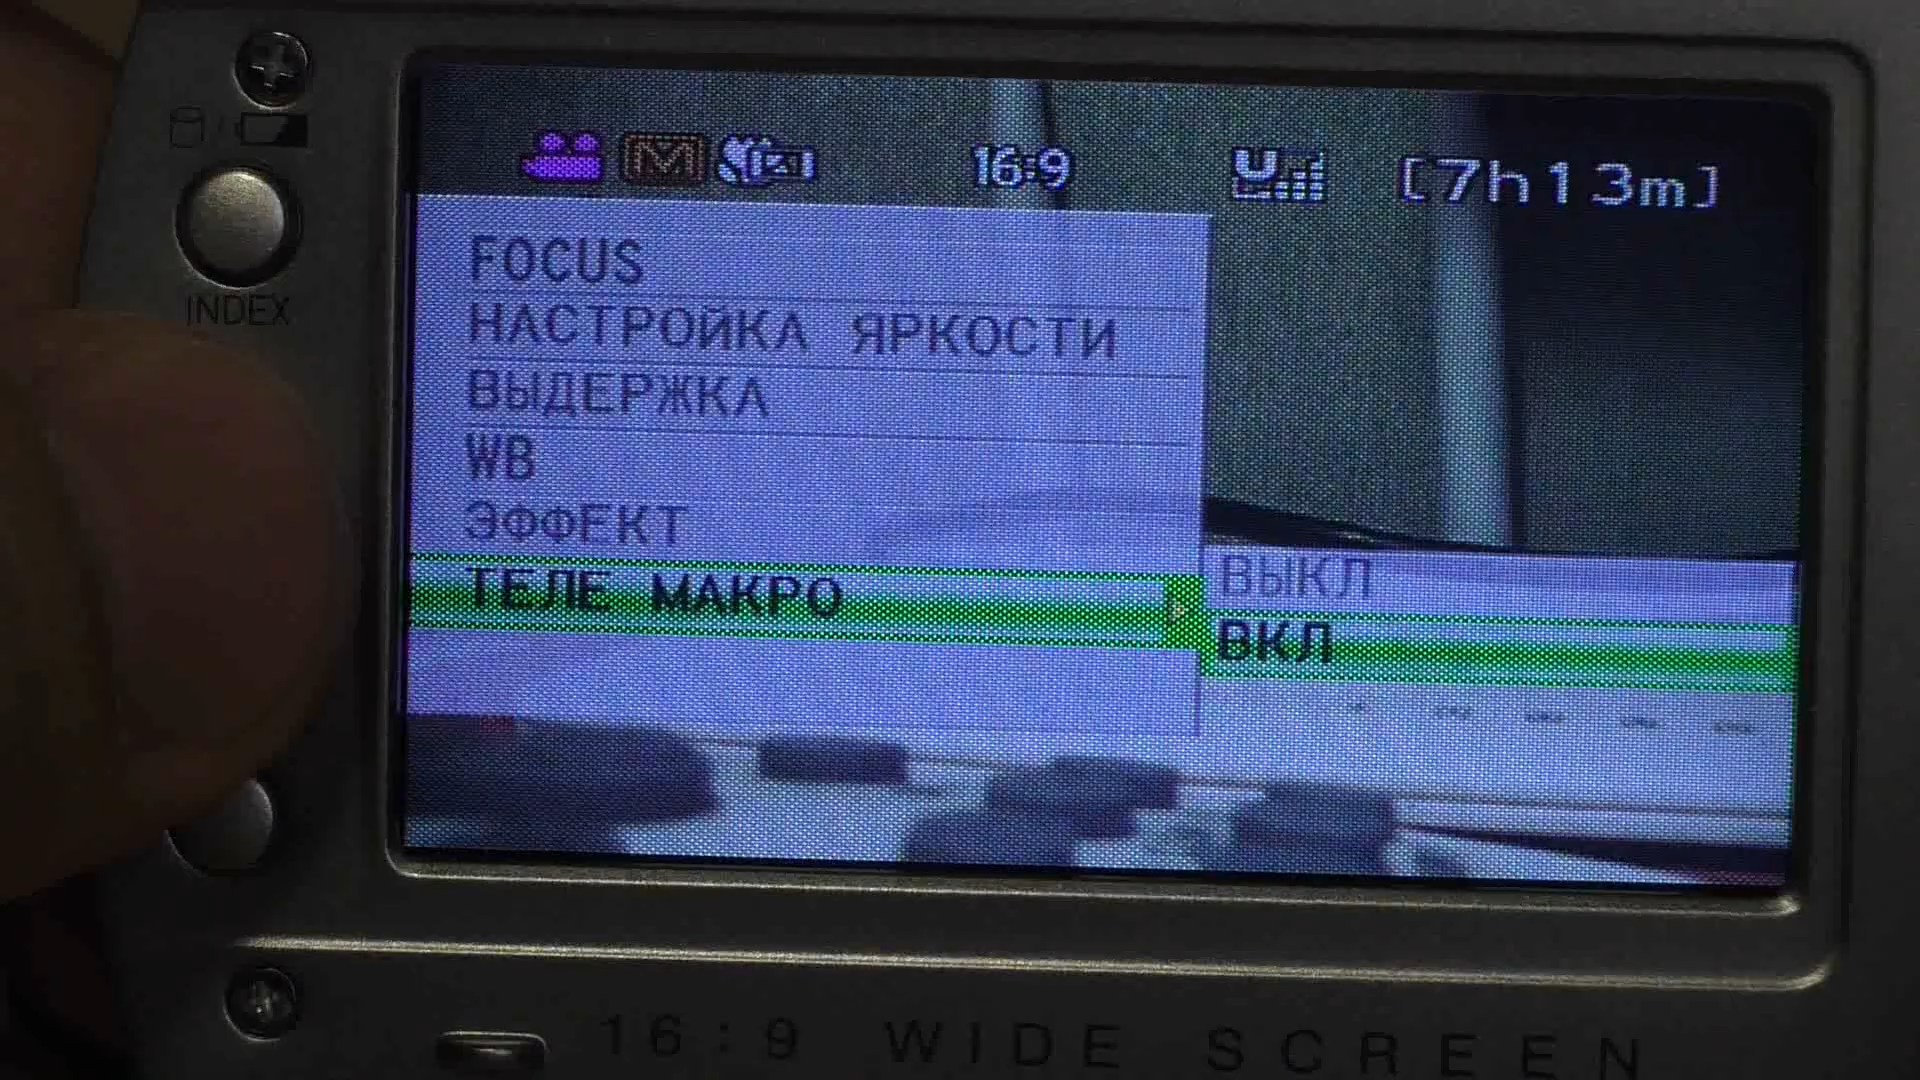 M 16:9 [7h13m]
INDEX
FOCUS
НАСТРОЙКА ЯРКОСТИ
ВЫДЕРЖКА
WB
ЭФФЕКТ
ТЕЛЕ МАКРО
ВЫКЛ
ВКЛ
16:9 WIDE SCREEN